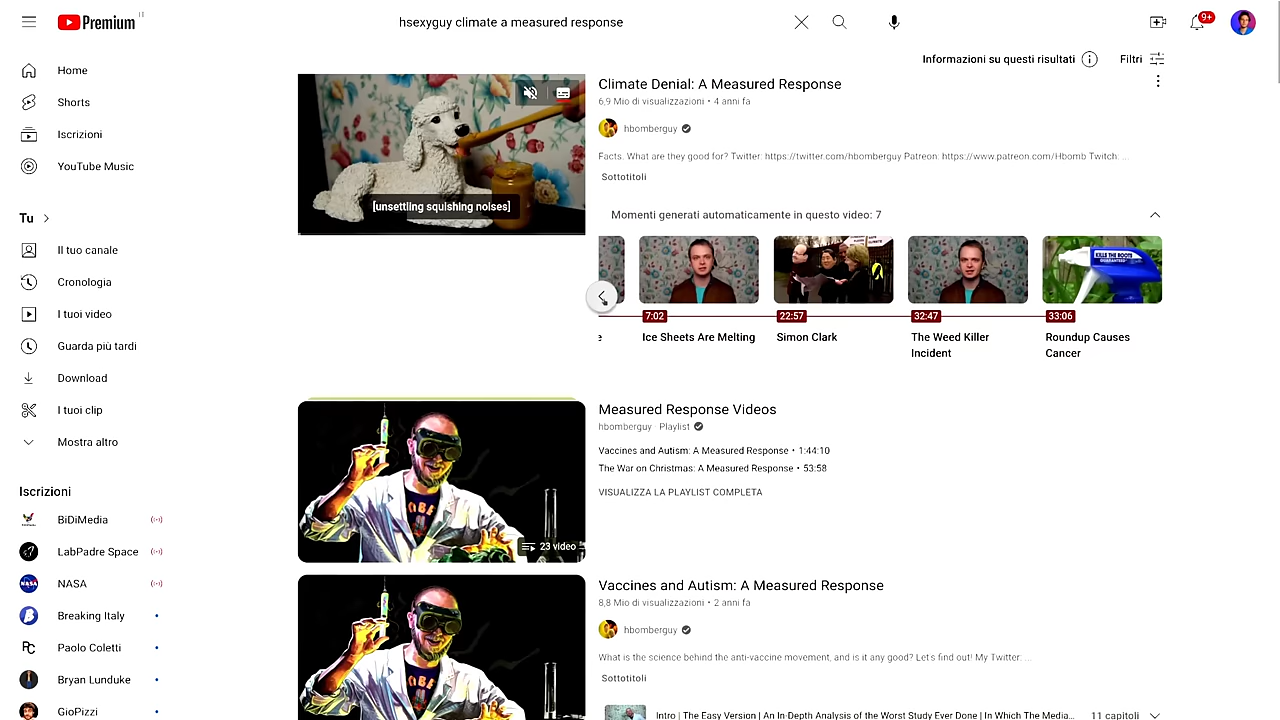 Premium IT
hsexyguy climate a measured response
9+
Home
Shorts
Iscrizioni
YouTube Music
Tu
Il tuo canale
Cronologia
I tuoi video
Guarda più tardi
Download
I tuoi clip
Mostra altro
Iscrizioni
BiDiMedia
LabPadre Space
NASA
Breaking Italy
Paolo Coletti
Bryan Lunduke
GioPizzi
Informazioni su questi risultati
Filtri
[unsettling squishing noises]
Climate Denial: A Measured Response
6,9 Mio di visualizzazioni • 4 anni fa
hbomberguy
Facts. What are they good for? Twitter: https://twitter.com/hbomberguy Patreon: https://www.patreon.com/Hbomb Twitch: ...
Sottotitoli
Momenti generati automaticamente in questo video: 7
KILLS THE ROOTS
GUARANTEED
7:02
22:57
32:47
33:06
e
Ice Sheets Are Melting
Simon Clark
The Weed Killer
Incident
Roundup Causes
Cancer
23 video
Measured Response Videos
hbomberguy · Playlist
Vaccines and Autism: A Measured Response • 1:44:10
The War on Christmas: A Measured Response • 53:58
VISUALIZZA LA PLAYLIST COMPLETA
Vaccines and Autism: A Measured Response
8,8 Mio di visualizzazioni • 2 anni fa
hbomberguy
What is the science behind the anti-vaccine movement, and is it any good? Let's find out! My Twitter: ...
Sottotitoli
Intro | The Easy Version | An In-Depth Analysis of the Worst Study Ever Done | In Which The Media...
11 capitoli